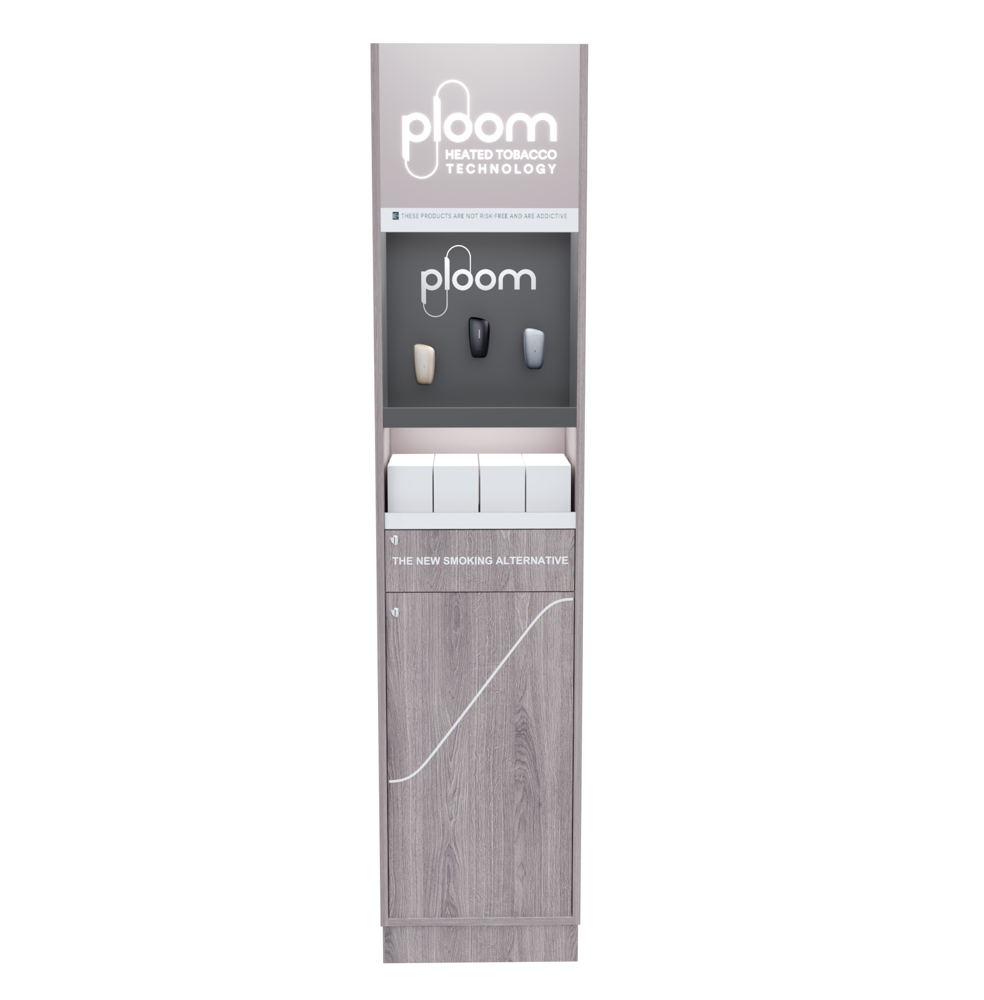 ploom
HEATED TOBACCO
TECHNOLOGY
THESE PRODUCTS ARE NOT RISK-FREE AND ARE ADDICTIVE
ploom
THE NEW SMOKING ALTERNATIVE